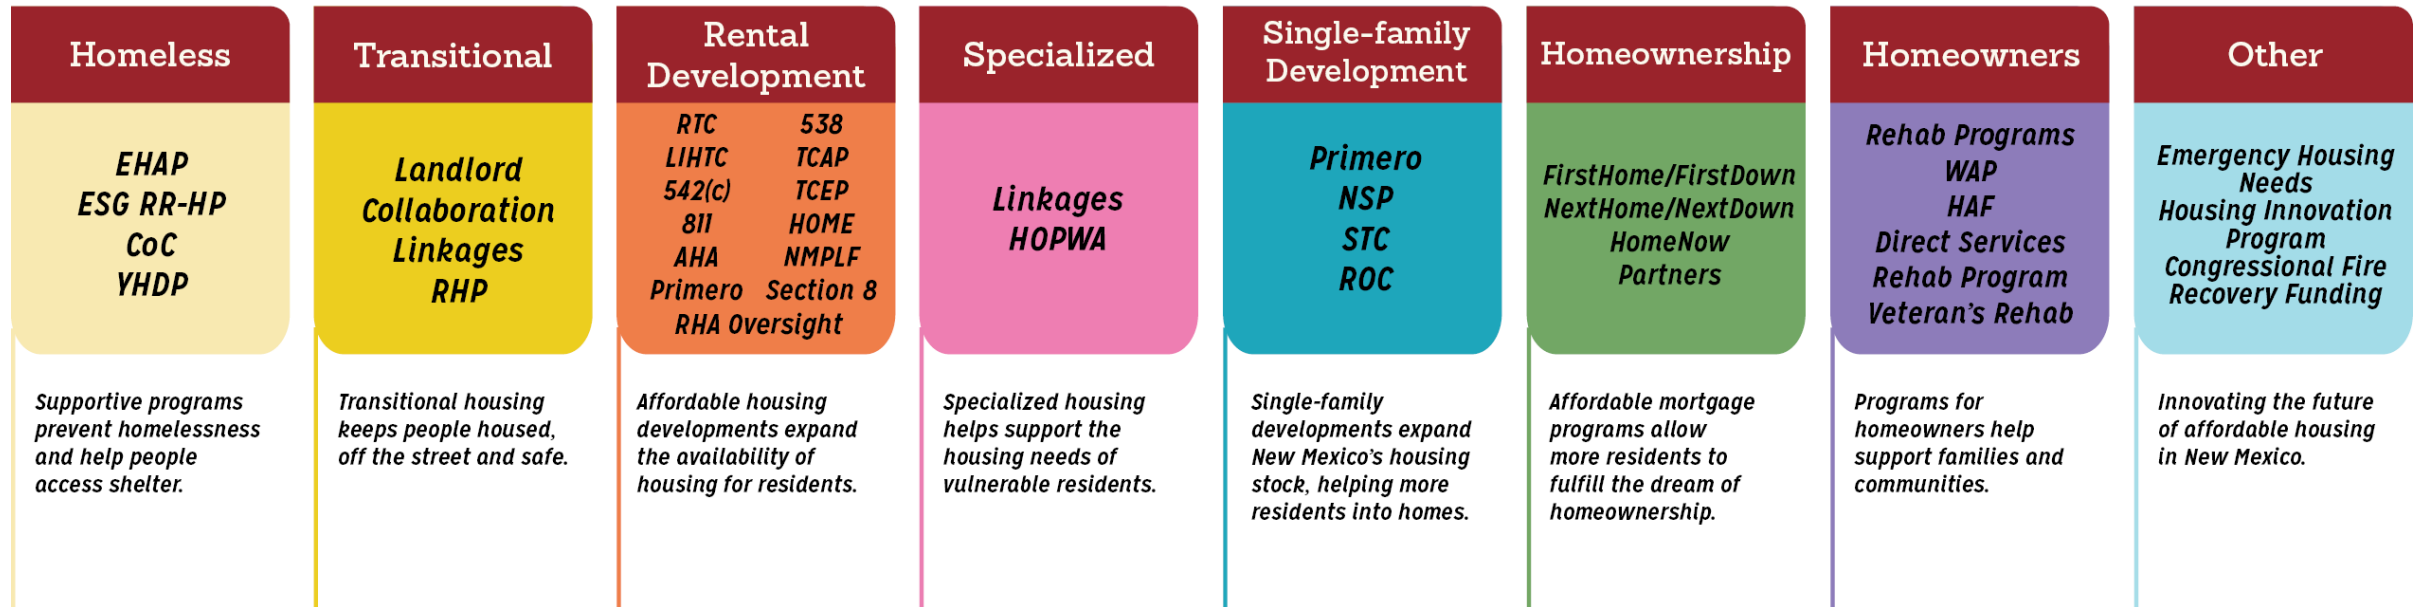 Homeless
EHAP
ESG RR-HP
CoC
YHDP
Supportive programs
prevent homelessness
and help people
access shelter.
Transitional
Landlord
Collaboration
Linkages
RHP
Transitional housing
keeps people housed,
off the street and safe.
Rental
Development
RTC 538
LIHTC TCAP
542(c) TCEP
811 HOME
AHA NMPLF
Primero Section 8
RHA Oversight
Affordable housing
developments expand
the availability of
housing for residents.
Specialized
Linkages
HOPWA
Specialized housing
helps support the
housing needs of
vulnerable residents.
Single-family
Development
Primero
NSP
STC
ROC
Single-family
developments expand
New Mexico's housing
stock, helping more
residents into homes.
Homeownership
FirstHome/FirstDown
NextHome/NextDown
HomeNow
Partners
Affordable mortgage
programs allow
more residents to
fulfill the dream of
homeownership.
Homeowners
Rehab Programs
WAP
HAF
Direct Services
Rehab Program
Veteran's Rehab
Programs for
homeowners help
support families and
communities.
Other
Emergency Housing
Needs
Housing Innovation
Program
Congressional Fire
Recovery Funding
Innovating the future
of affordable housing
in New Mexico.